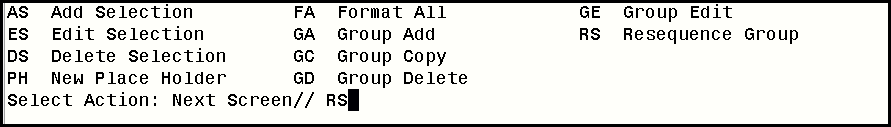 AS  Add Selection          FA  Format All             GE  Group Edit
ES  Edit Selection         GA  Group Add              RS  Resequence Group
DS  Delete Selection       GC  Group Copy
PH  New Place Holder       GD  Group Delete
Select Action: Next Screen// RS